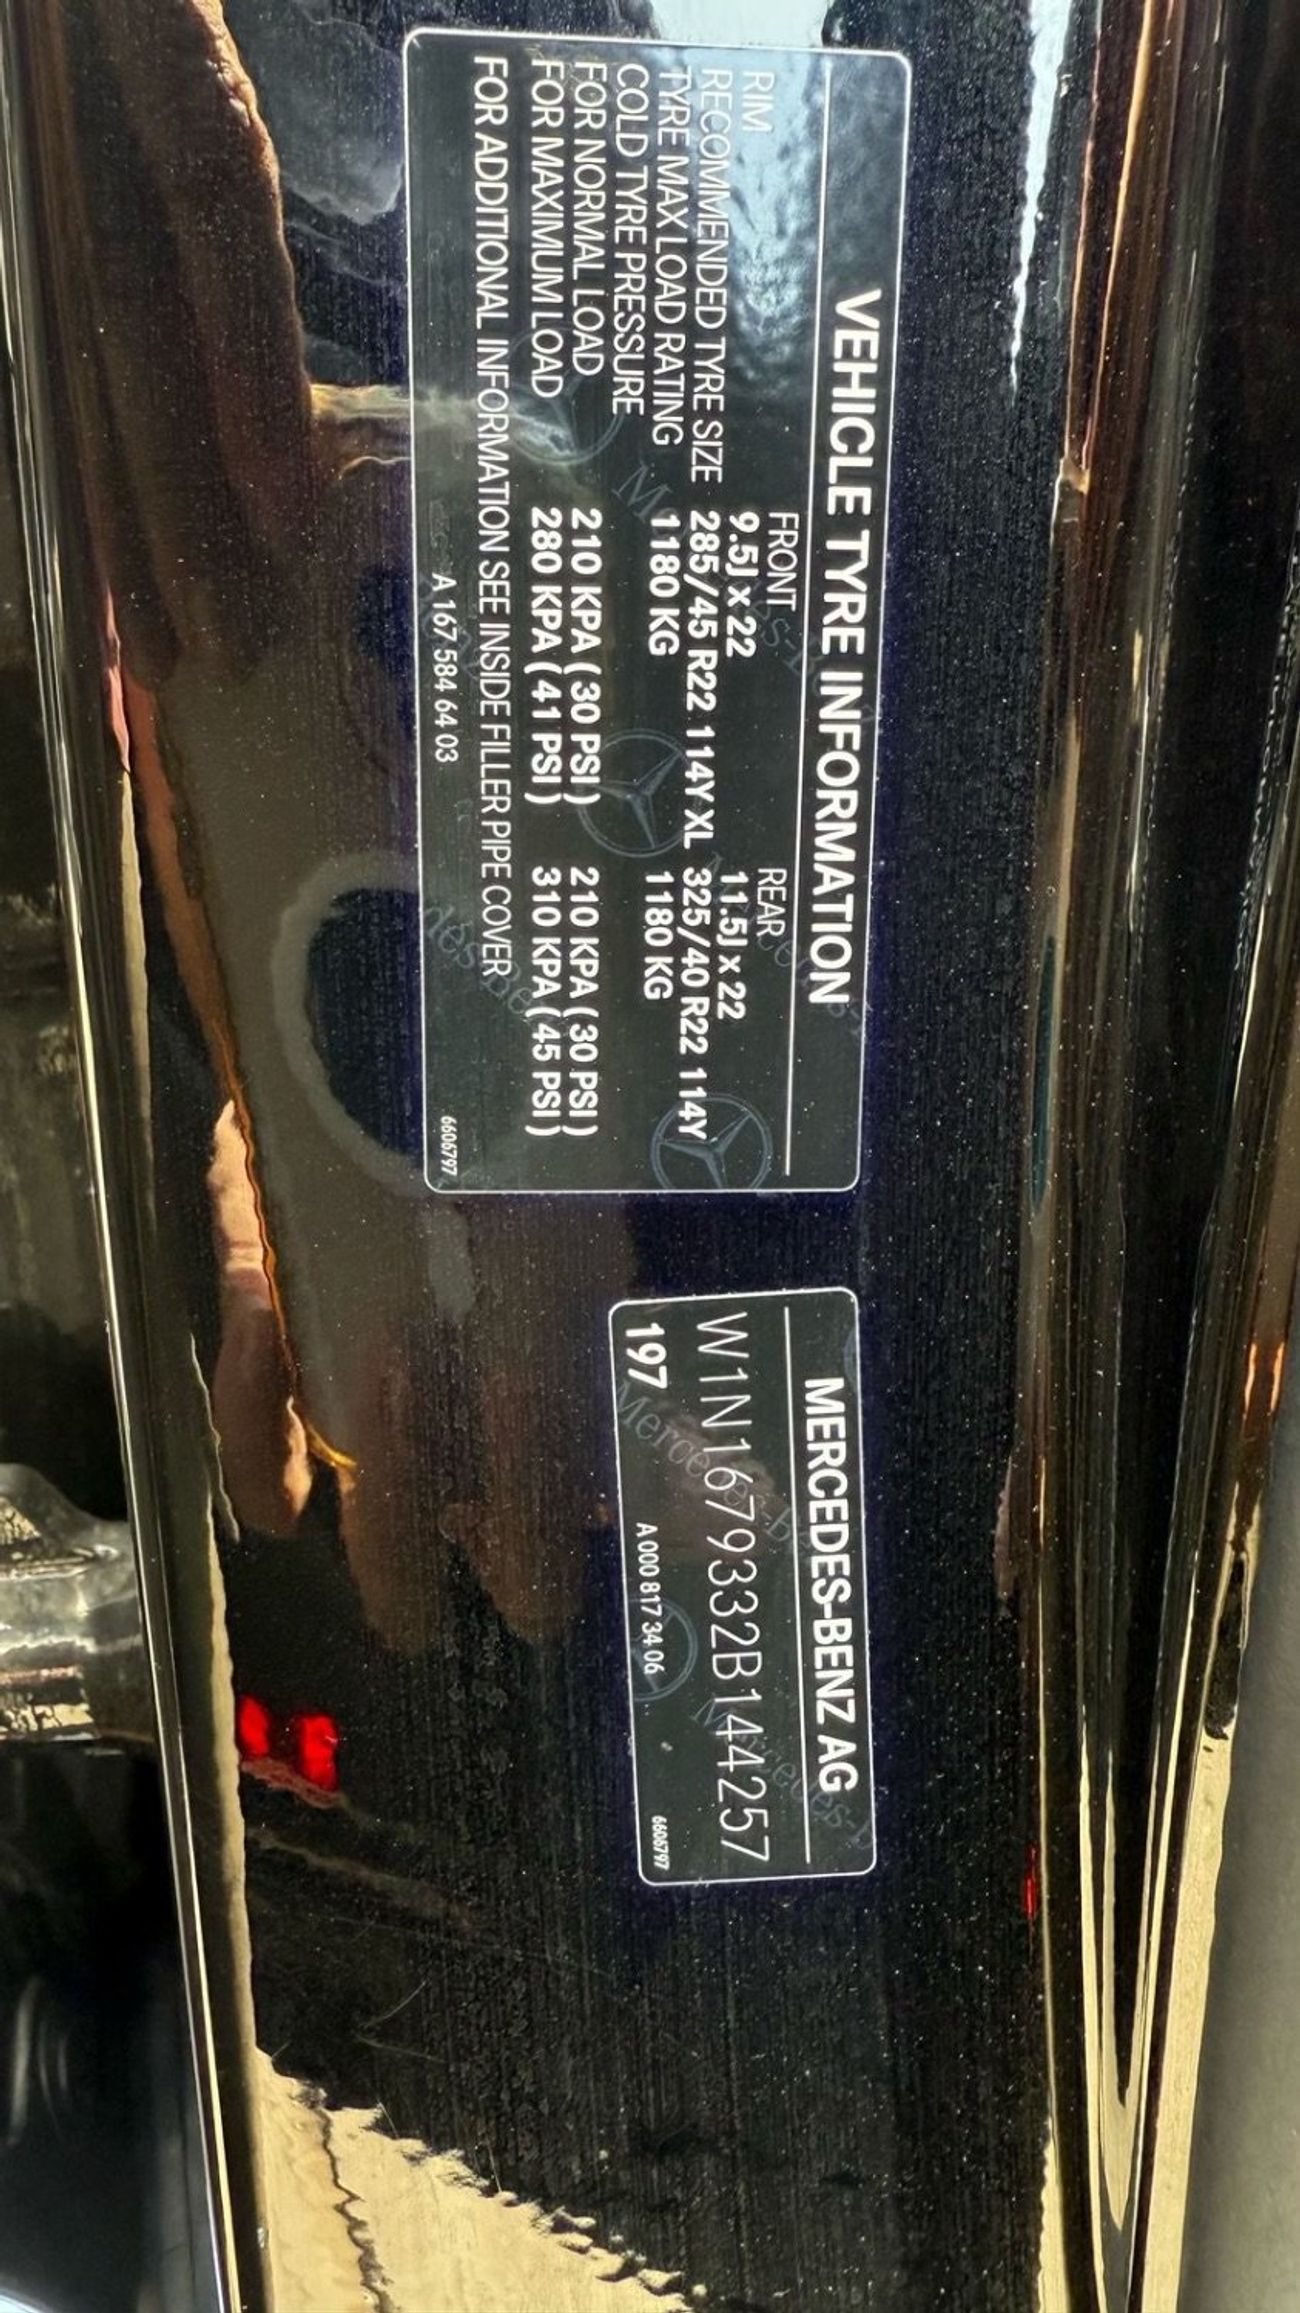 VEHICLE TYRE INFORMATION
FRONT REAR
RIM 9.5J x 22 11.5J x 22
RECOMMENDED TYRE SIZE 285/45 R22 114Y XL 325/40 R22 114Y
TYRE MAX LOAD RATING 1180 KG 1180 KG
COLD TYRE PRESSURE
FOR NORMAL LOAD 210 KPA ( 30 PSI ) 210 KPA ( 30 PSI )
FOR MAXIMUM LOAD 280 KPA ( 41 PSI ) 310 KPA ( 45 PSI )
FOR ADDITIONAL INFORMATION SEE INSIDE FILLER PIPE COVER
A 167 584 64 03 6606797
MERCEDES-BENZ AG
W1N1679332B144257
197 A 000 817 34 06 6606797